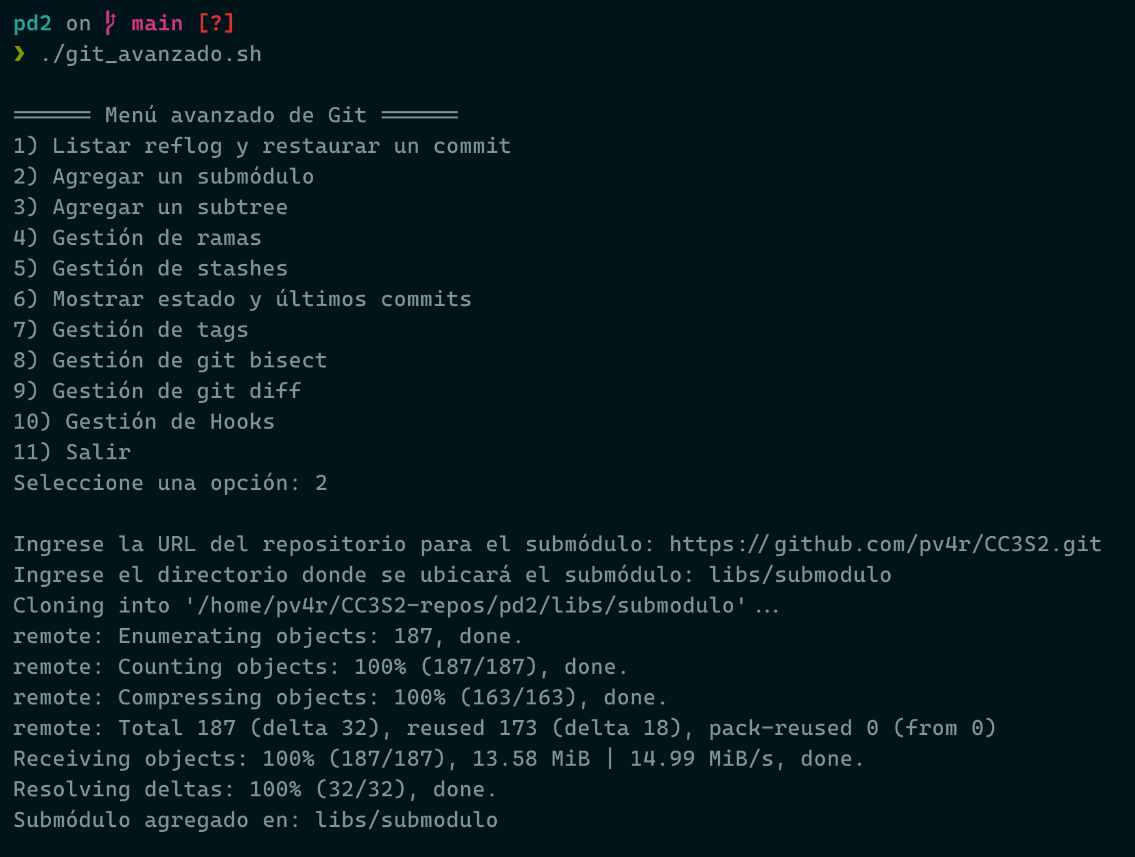 pd2 on main [?]
❯ ./git_avanzado.sh
====== Menú avanzado de Git ======
1) Listar reflog y restaurar un commit
2) Agregar un submódulo
3) Agregar un subtree
4) Gestión de ramas
5) Gestión de stashes
6) Mostrar estado y últimos commits
7) Gestión de tags
8) Gestión de git bisect
9) Gestión de git diff
10) Gestión de Hooks
11) Salir
Seleccione una opción: 2
Ingrese la URL del repositorio para el submódulo: https://github.com/pv4r/CC3S2.git
Ingrese el directorio donde se ubicará el submódulo: libs/submodulo
Cloning into '/home/pv4r/CC3S2-repos/pd2/libs/submodulo'...
remote: Enumerating objects: 187, done.
remote: Counting objects: 100% (187/187), done.
remote: Compressing objects: 100% (163/163), done.
remote: Total 187 (delta 32), reused 173 (delta 18), pack-reused 0 (from 0)
Receiving objects: 100% (187/187), 13.58 MiB | 14.99 MiB/s, done.
Resolving deltas: 100% (32/32), done.
Submódulo agregado en: libs/submodulo